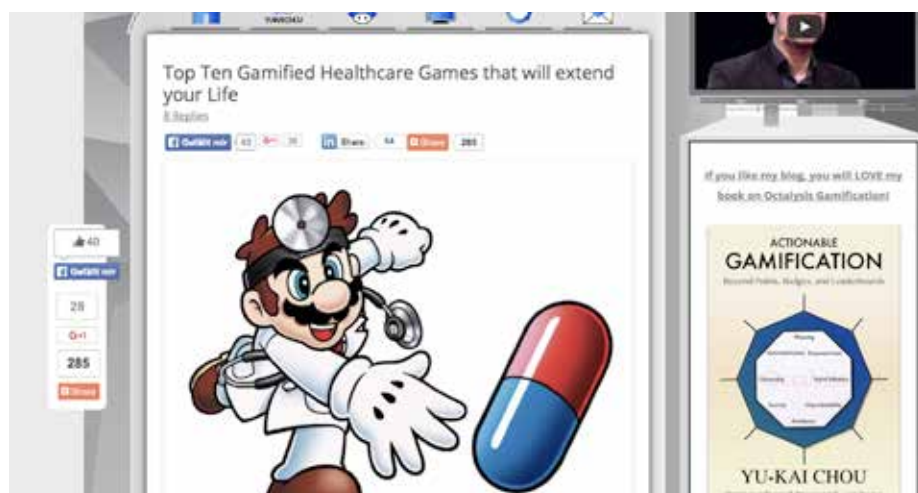 Top Ten Gamified Healthcare Games that will extend
your Life
8 Replies
Gefällt mir
Share
54
Share
285
If you like my blog, you will LOVE my
book on Octalysis Gamification!
40
Gefällt mir
28
G+1
285
Share
ACTIONABLE
GAMIFICATION
Beyond Points, Badges, and Leaderboards
YU-KAI CHOU